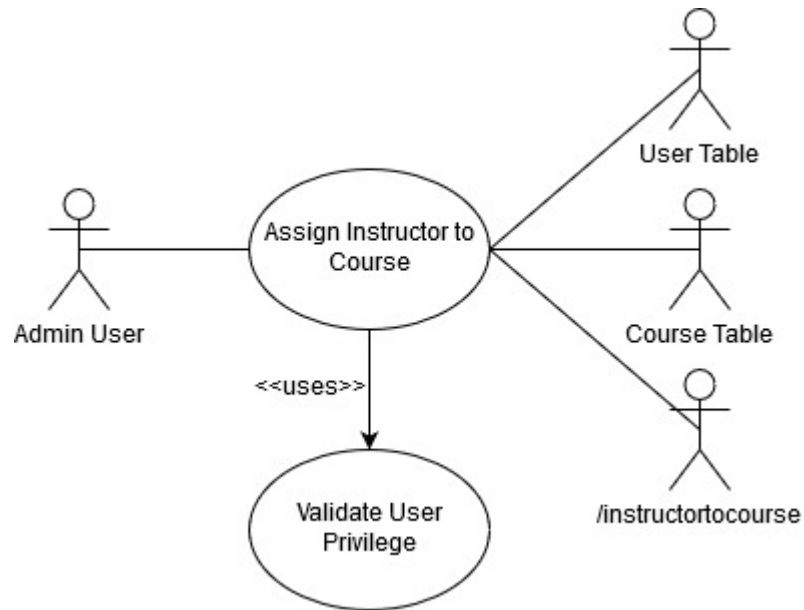 User Table
Assign Instructor to
Course
Admin User
Course Table
<<uses>>
/instructortocourse
Validate User
Privilege